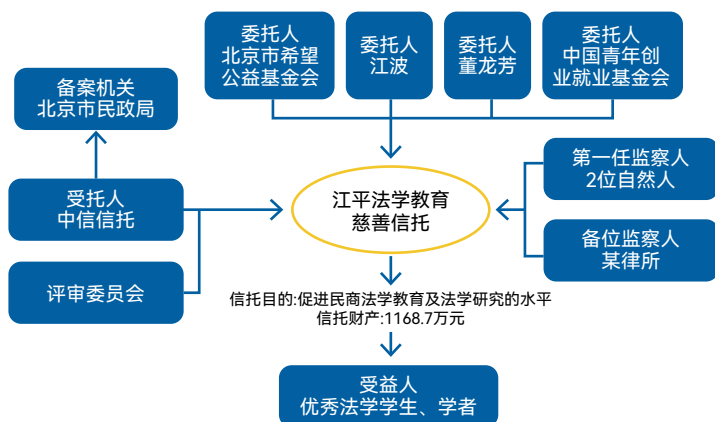 委托人
北京市希望
公益基金会
委托人
江波
委托人
董龙芳
委托人
中国青年创
业就业基金会
备案机关
北京市民政局
受托人
中信信托
评审委员会
江平法学教育
慈善信托
第一任监察人
2位自然人
备位监察人
某律所
信托目的:促进民商法学教育及法学研究的水平
信托财产:1168.7万元
受益人
优秀法学学生、学者